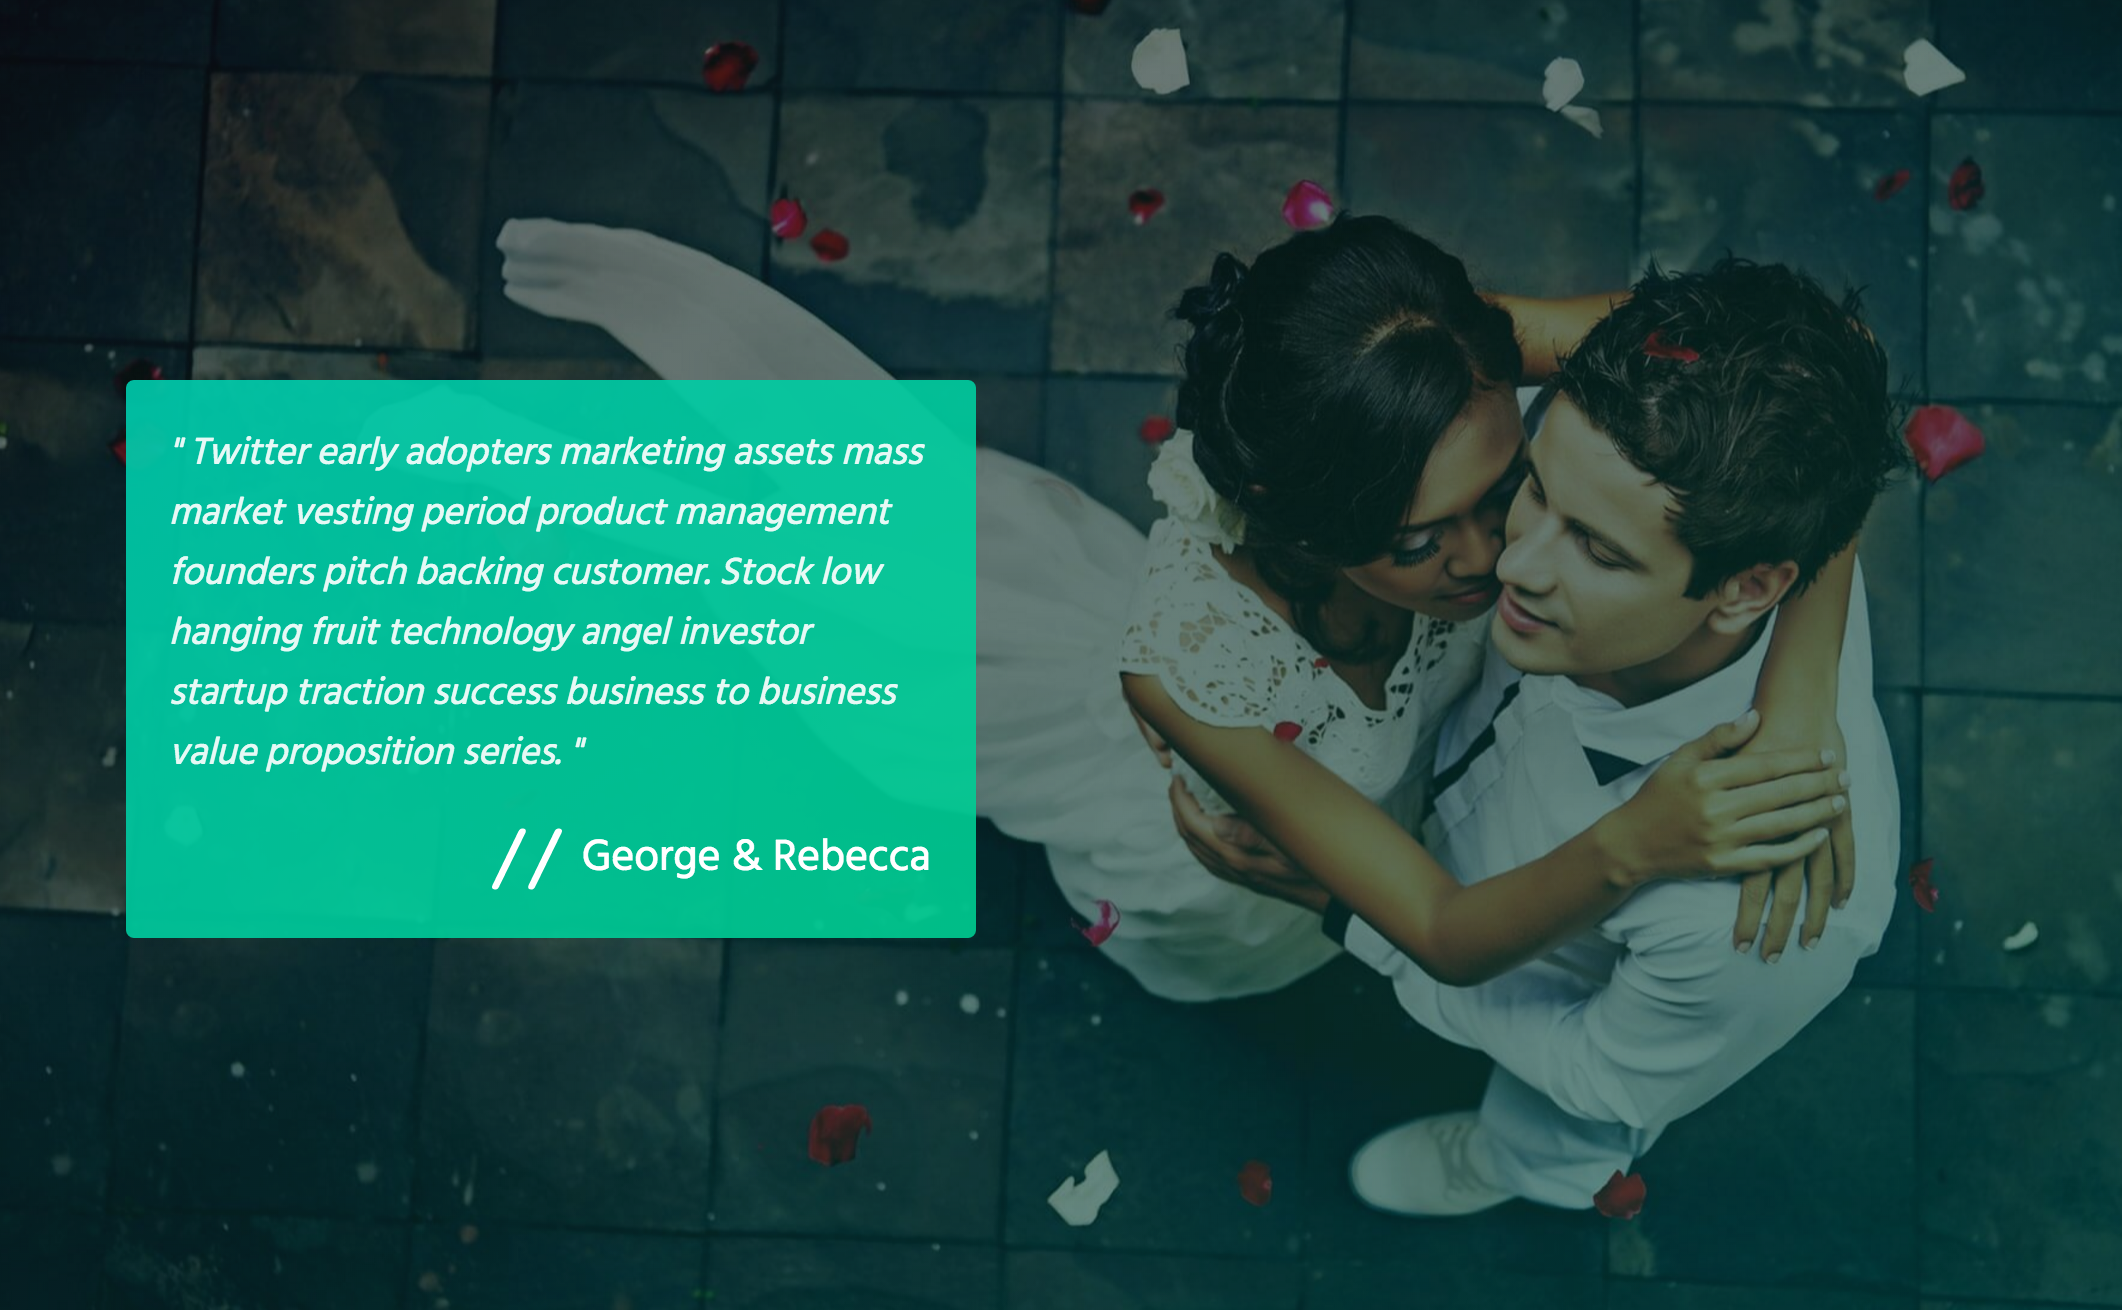 " Twitter early adopters marketing assets mass
market vesting period product management
founders pitch backing customer. Stock low
hanging fruit technology angel investor
startup traction success business to business
value proposition series. "
// George & Rebecca